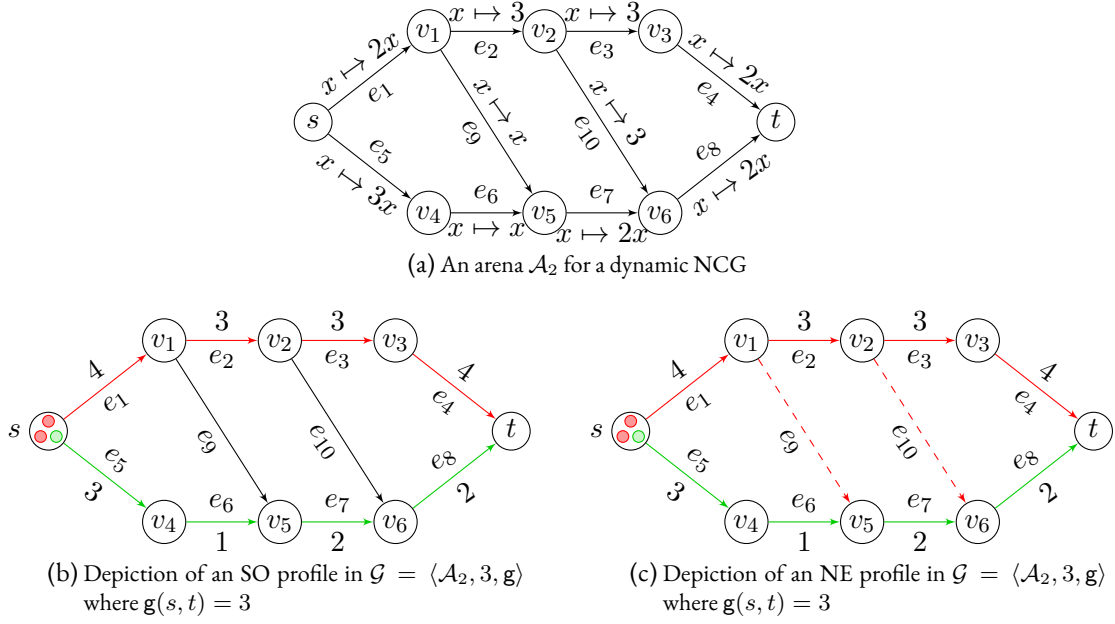 x ↦ 3 x ↦ 3
v₁ v₂ v₃
x ↦ 2x e₂ e₃ x ↦ 2x
e₁ x ↦ x x ↦ 3 e₄
s e₉ e₁₀ t
e₅ e₈
x ↦ 3x e₆ e₇ x ↦ 2x
v₄ v₅ v₆
x ↦ x x ↦ 2x
(a) An arena 𝒜₂ for a dynamic NCG
3 3
v₁ v₂ v₃
4 e₂ e₃ 4
e₁ e₄
s e₉ e₁₀ t
e₅ e₈
3 e₆ e₇ 2
v₄ v₅ v₆
1 2
(b) Depiction of an SO profile in 𝒢 = ⟨𝒜₂, 3, g⟩
where g(s, t) = 3
3 3
v₁ v₂ v₃
4 e₂ e₃ 4
e₁ e₄
s e₉ e₁₀ t
e₅ e₈
3 e₆ e₇ 2
v₄ v₅ v₆
1 2
(c) Depiction of an NE profile in 𝒢 = ⟨𝒜₂, 3, g⟩
where g(s, t) = 3